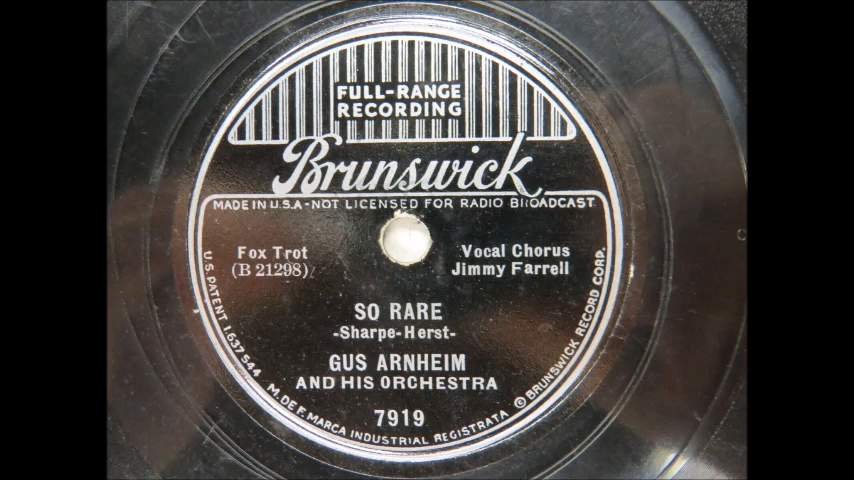 FULL-RANGE
RECORDING
Brunswick
MADE IN U.S.A-NOT LICENSED FOR RADIO BROADCAST
Fox Trot
(B 21298)
Vocal Chorus
Jimmy Farrell
SO RARE
-Sharpe-Herst-
GUS ARNHEIM
AND HIS ORCHESTRA
7919
U.S. PATENT 1,637,544 M. DE F. MARCA INDUSTRIAL REGISTRATA © BRUNSWICK RECORD CORP.